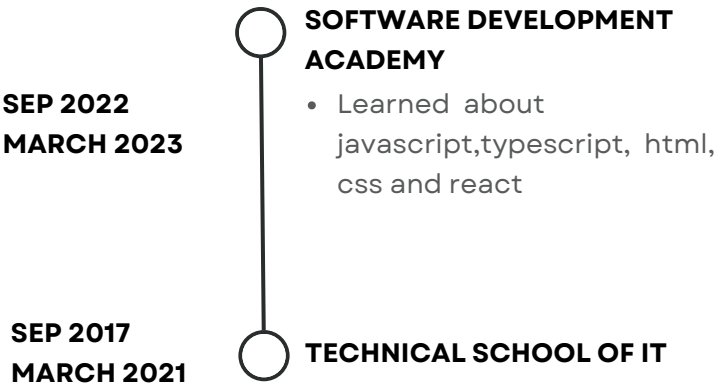 SOFTWARE DEVELOPMENT
ACADEMY
SEP 2022
MARCH 2023
• Learned about
javascript,typescript, html,
css and react
SEP 2017
MARCH 2021
TECHNICAL SCHOOL OF IT